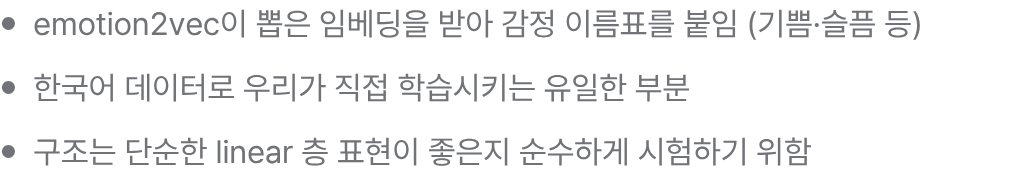 • emotion2vec이 뽑은 임베딩을 받아 감정 이름표를 붙임 (기쁨·슬픔 등)
• 한국어 데이터로 우리가 직접 학습시키는 유일한 부분
• 구조는 단순한 linear 층 표현이 좋은지 순수하게 시험하기 위함